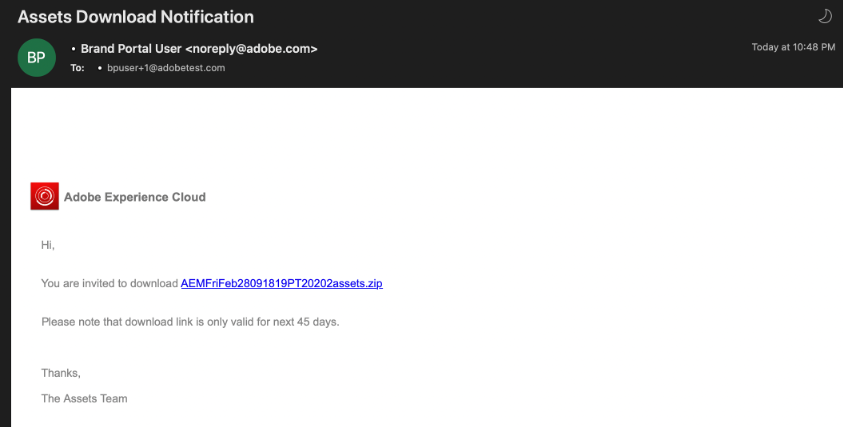 Assets Download Notification
BP
• Brand Portal User <noreply@adobe.com>
Today at 10:48 PM
To: • bpuser+1@adobetest.com
Adobe Experience Cloud
Hi,
You are invited to download AEMFriFeb28091819PT20202assets.zip
Please note that download link is only valid for next 45 days.
Thanks,
The Assets Team